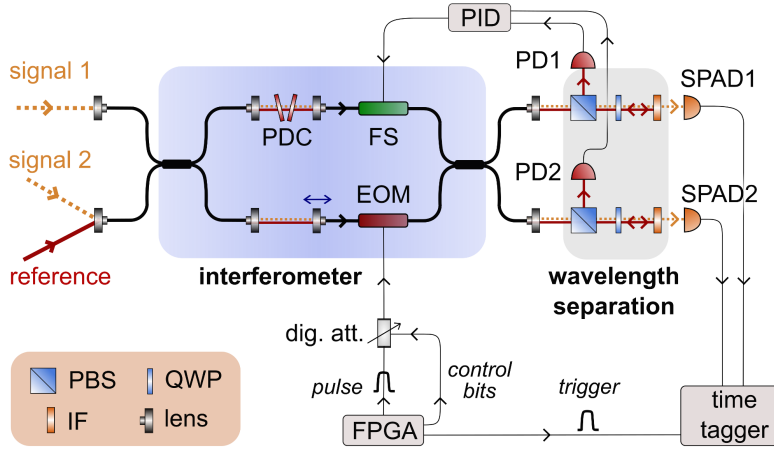 PID
signal 1
PD1
SPAD1
PDC
FS
signal 2
EOM
PD2
SPAD2
reference
interferometer
wavelength
separation
dig. att.
pulse
control
bits
trigger
PBS
QWP
IF
lens
FPGA
time
tagger